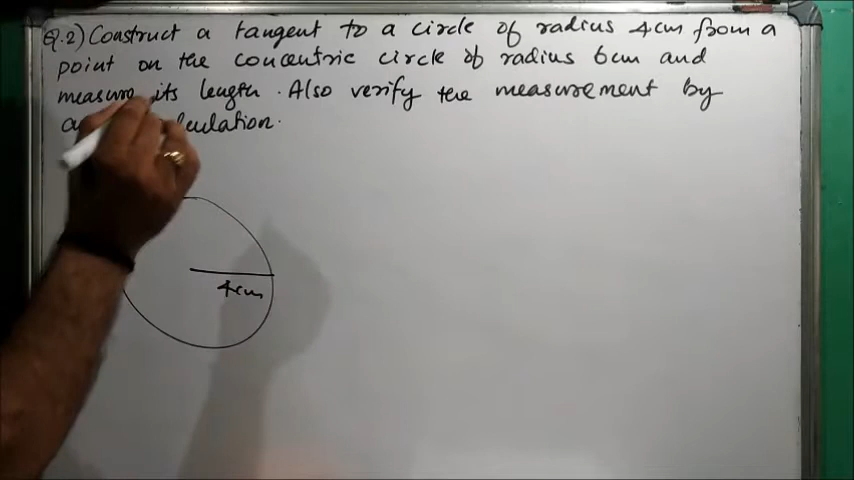 Q.2) Construct a tangent to a circle of radius 4cm from a
point on the concentric circle of radius 6cm and
measure its length. Also verify the measurement by
4cm